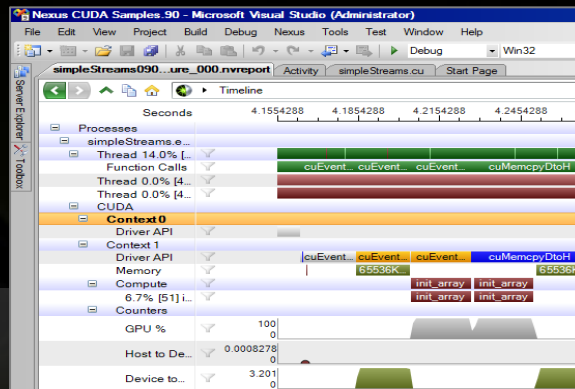 Nexus CUDA Samples.90 - Microsoft Visual Studio (Administrator)
File Edit View Project Build Debug Nexus Tools Test Window Help
Debug Win32
simpleStreams090...ure_000.nvreport Activity simpleStreams.cu Start Page
Server Explorer
Toolbox
Timeline
Seconds 4.1554288 4.1854288 4.2154288 4.2454288
Processes
simpleStreams.e...
Thread 14.0% [...
Function Calls cuEvent... cuEvent... cuEvent... cuMemcpyDtoH
Thread 0.0% [4...
Thread 0.0% [4...
CUDA
Context 0
Driver API
Context 1
Driver API cuEvent... cuEvent... cuEvent... cuMemcpyDtoH
Memory 65536K... 65536K
Compute init_array init_array
6.7% [51] i... init_array init_array
Counters
GPU % 100 0
Host to De... 0.0008278 0
Device to... 3.201 0